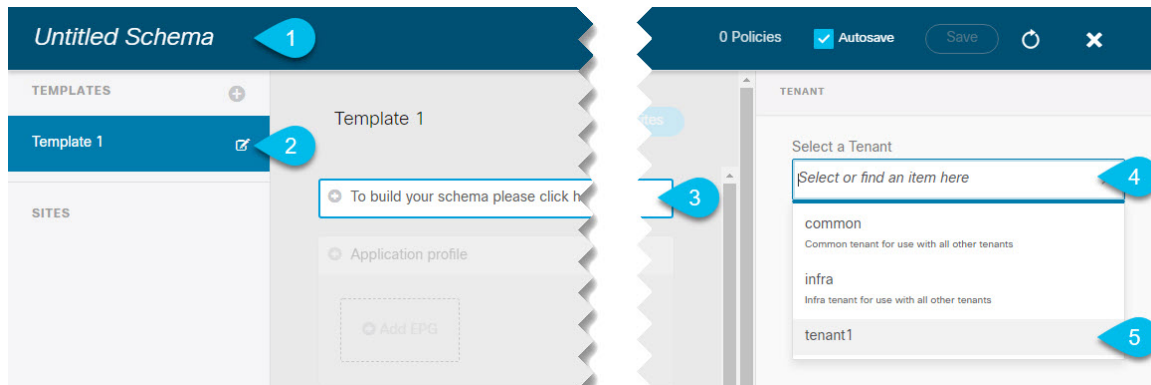 Untitled Schema
1
0 Policies
Autosave
Save
TEMPLATES
Template 1
2
SITES
Template 1
To build your schema please click h
3
Application profile
Add EPG
TENANT
Select a Tenant
Select or find an item here
4
common
Common tenant for use with all other tenants
infra
Infra tenant for use with all other tenants
tenant1
5